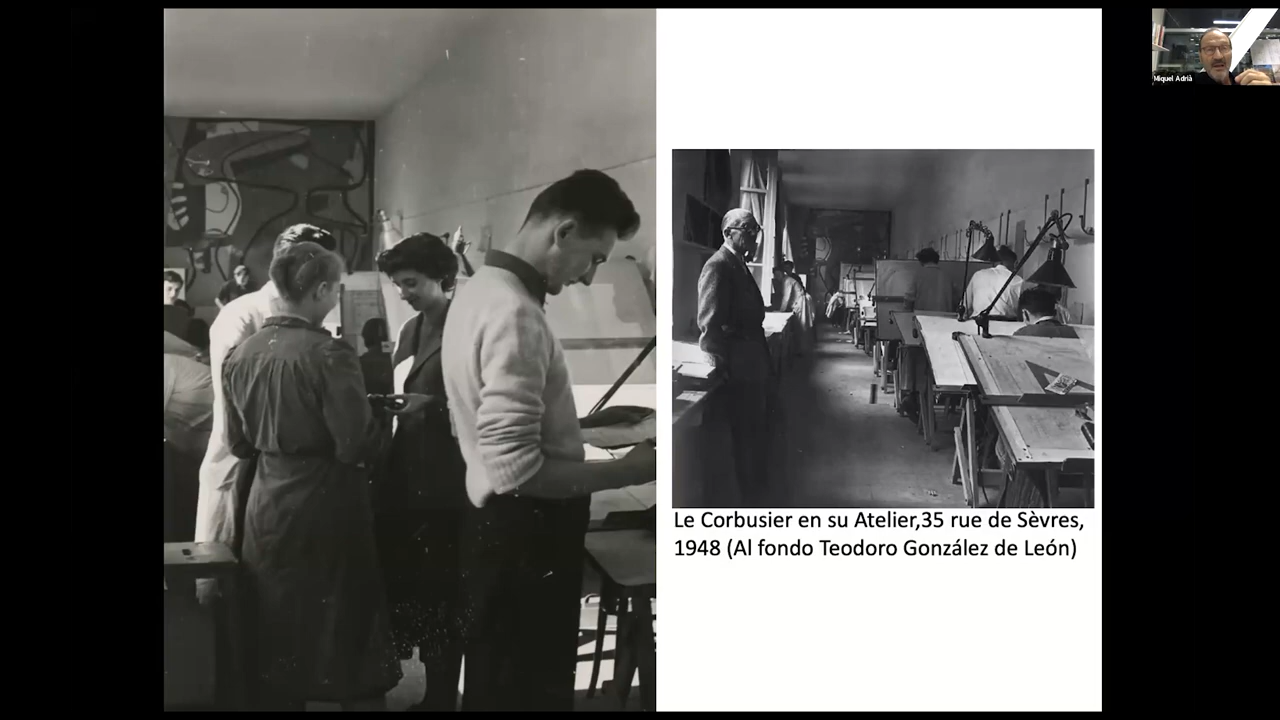 Miquel Adrià
Le Corbusier en su Atelier,35 rue de Sèvres,
1948 (Al fondo Teodoro González de León)